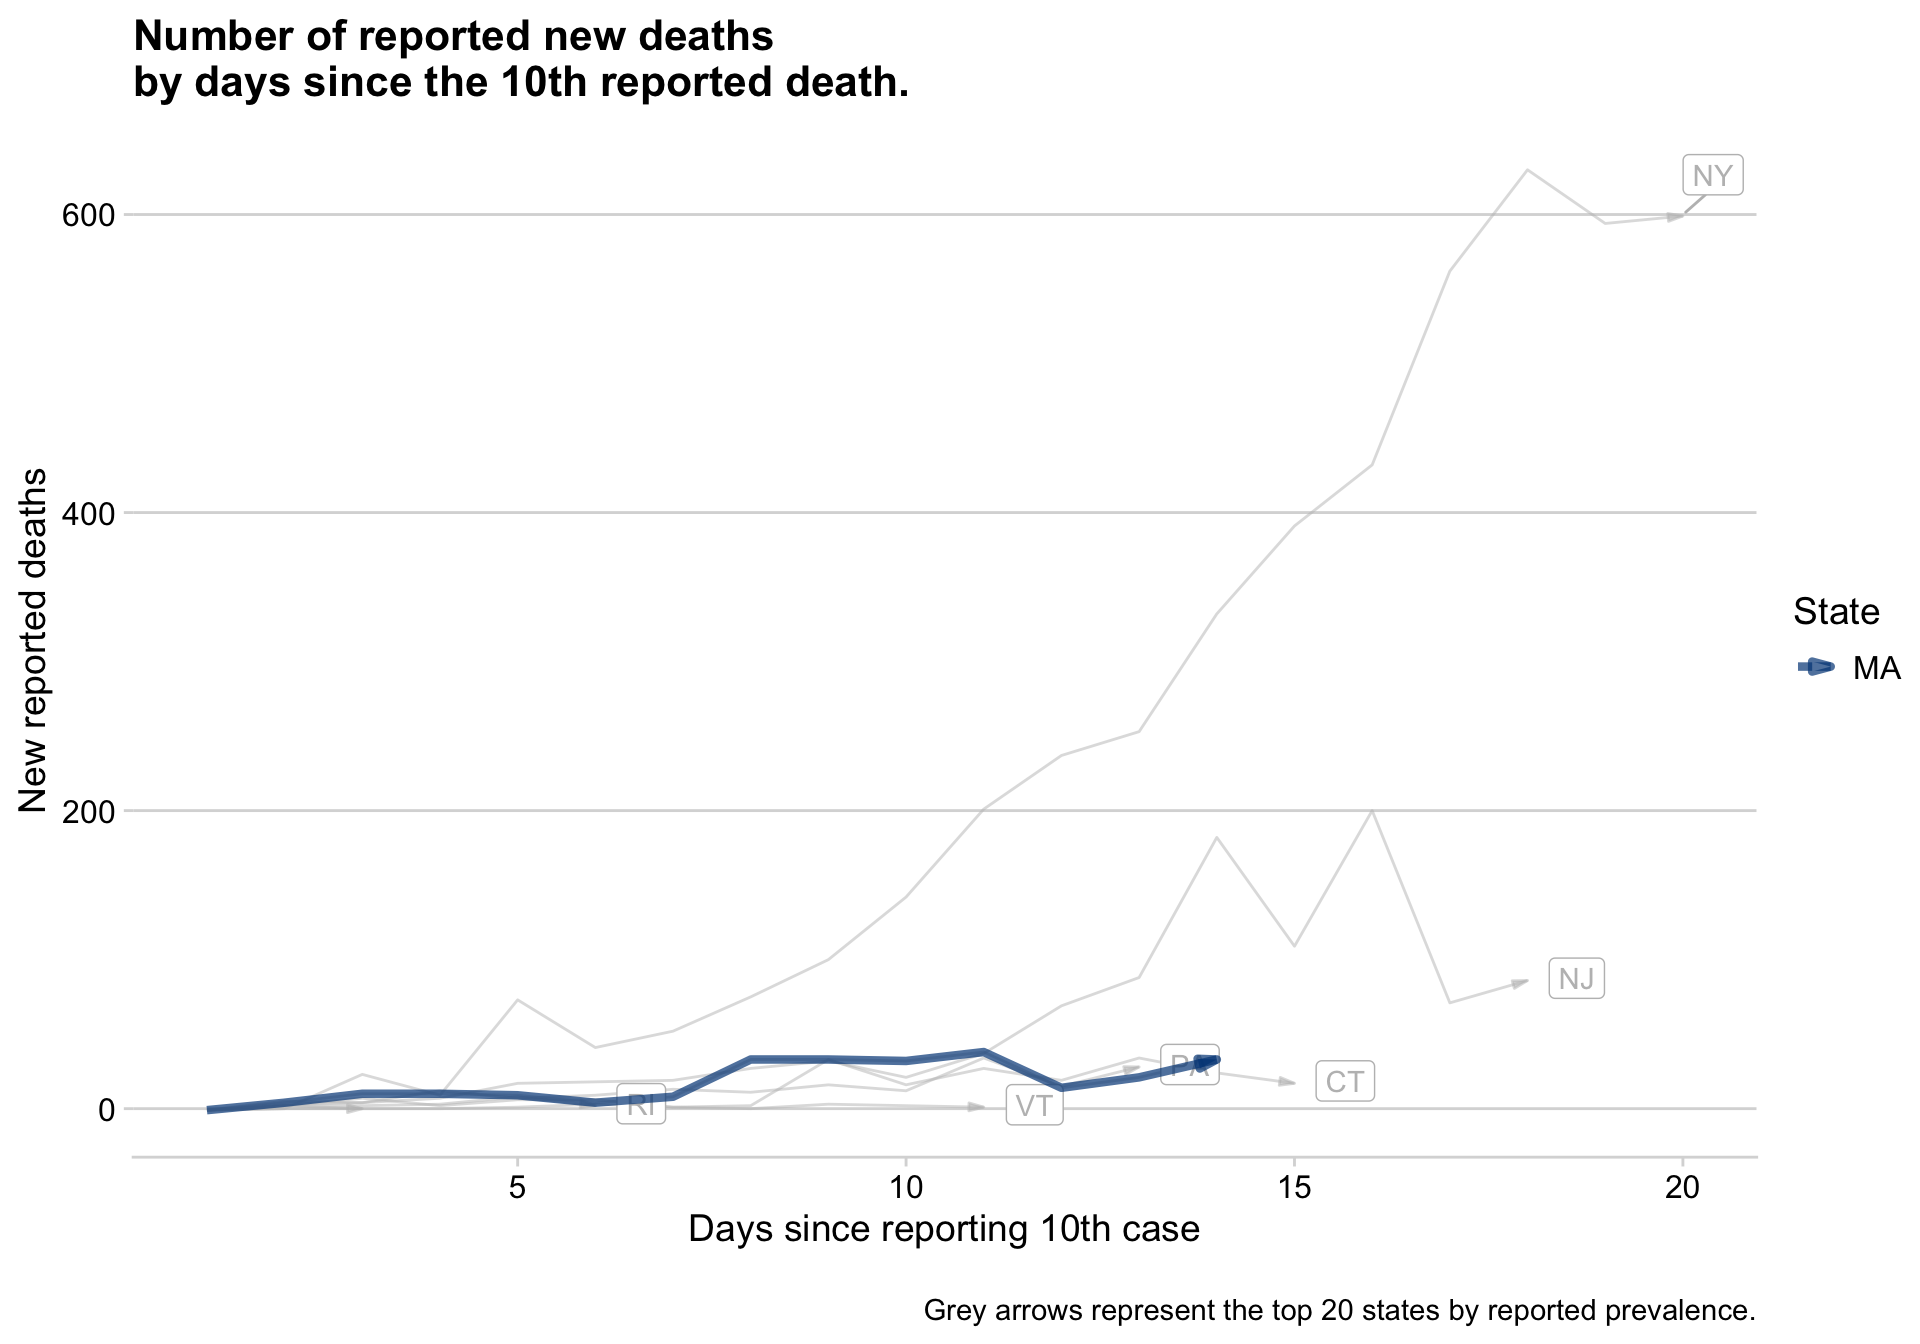 Number of reported new deaths
by days since the 10th reported death.
NY
600
400
200
0
New reported deaths
NJ
PA
CT
RI
VT
State
MA
5
10
15
20
Days since reporting 10th case
Grey arrows represent the top 20 states by reported prevalence.